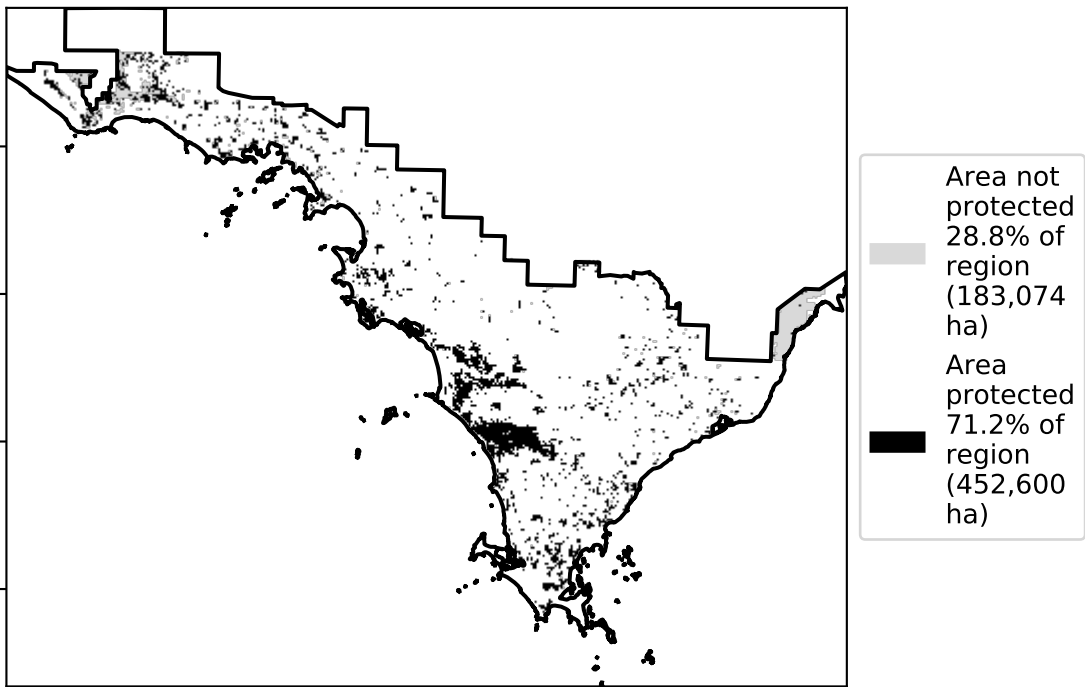 Area not
protected
28.8% of
region
(183,074
ha)
Area
protected
71.2% of
region
(452,600
ha)